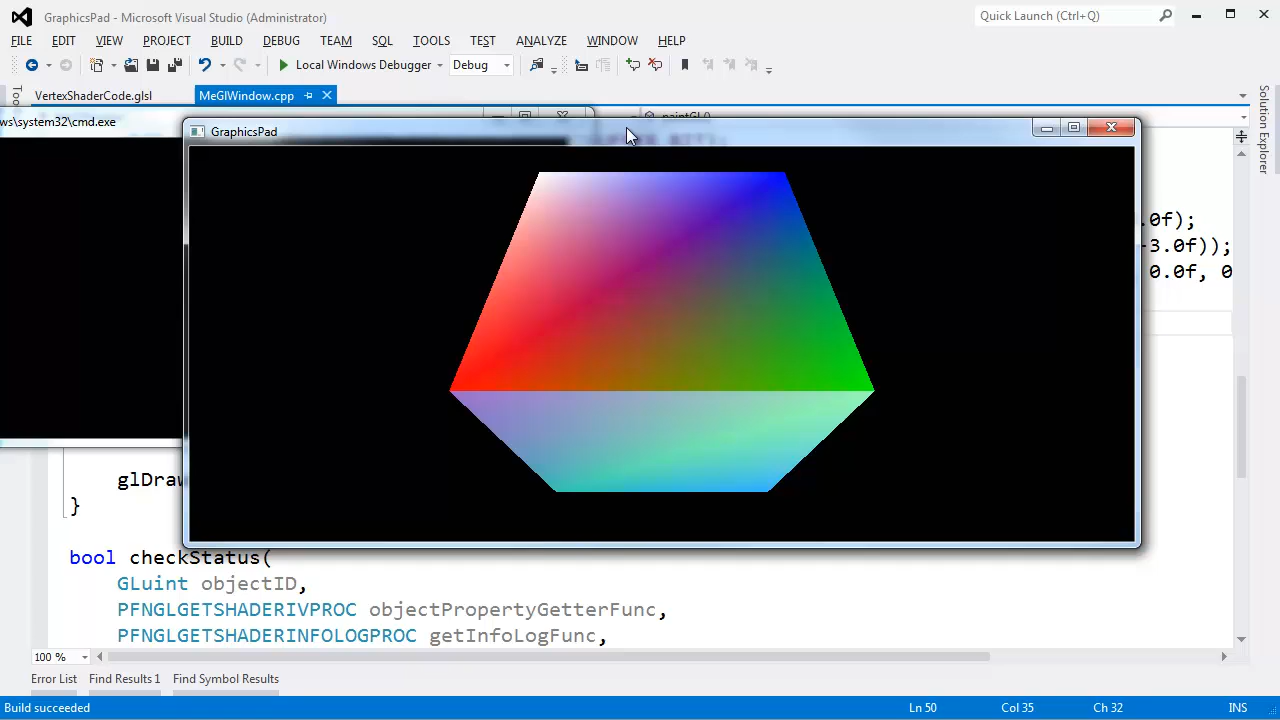 GraphicsPad - Microsoft Visual Studio (Administrator)
Quick Launch (Ctrl+Q)
FILE EDIT VIEW PROJECT BUILD DEBUG TEAM SQL TOOLS TEST ANALYZE WINDOW HELP
Local Windows Debugger Debug
VertexShaderCode.glsl MeGlWindow.cpp
Solution Explorer
ws\system32\cmd.exe
paintGL()
GraphicsPad
.0f);
-3.0f));
0.0f, 0
glDraw
}
bool checkStatus(
GLuint objectID,
PFNGLGETSHADERIVPROC objectPropertyGetterFunc,
PFNGLGETSHADERINFOLOGPROC getInfoLogFunc,
100 %
Error List Find Results 1 Find Symbol Results
Build succeeded Ln 50 Col 35 Ch 32 INS